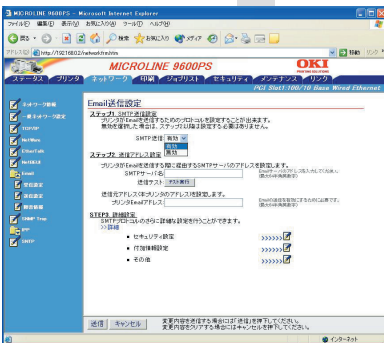 MICROLINE 9600PS - Microsoft Internet Explorer
ファイル(F) 編集(E) 表示(V) お気に入り(A) ツール(T) ヘルプ(H)
戻る 検索 お気に入り メディア
アドレス(D) http://192.168.0.2/network/frm.htm 移動 リンク
MICROLINE 9600PS
OKI
PRINTING SOLUTIONS
ステータス プリンタ ネットワーク 印刷 ジョブリスト セキュリティ メンテナンス リンク
PCI Slot1:100/10 Base Wired Ethernet
ネットワーク情報
一般ネットワーク設定
TCP/IP
NetWare
EtherTalk
NetBEUI
Email
受信設定
送信設定
SNMP Trap
IPP
SNTP
Email送信設定
ステップ1. SMTP送信設定
プリンタがEmailを送信するためのプロトコルを設定することが出来ます。
無効を選択した場合は、ステップ2以降は設定する必要はありません。
SMTP送信 有効
有効
無効
ステップ2. 送信アドレス設定
プリンタがEmailを送信する際に経由するSMTPサーバのアドレスを設定します。
SMTPサーバ名
送信テスト テスト実行
送信元アドレス(本プリンタのアドレス)を設定します。
プリンタEmailアドレス
STEP3. 詳細設定
SMTPプロトコルのさらに詳細な設定を行うことができます。
>>詳細
• セキュリティ設定 >>>>>>
• 付加情報設定 >>>>>>
• その他 >>>>>>
送信 キャンセル
変更内容を送信する場合には「送信」を押下してください。
変更内容をクリアする場合にはキャンセルを押下してください。
インターネット